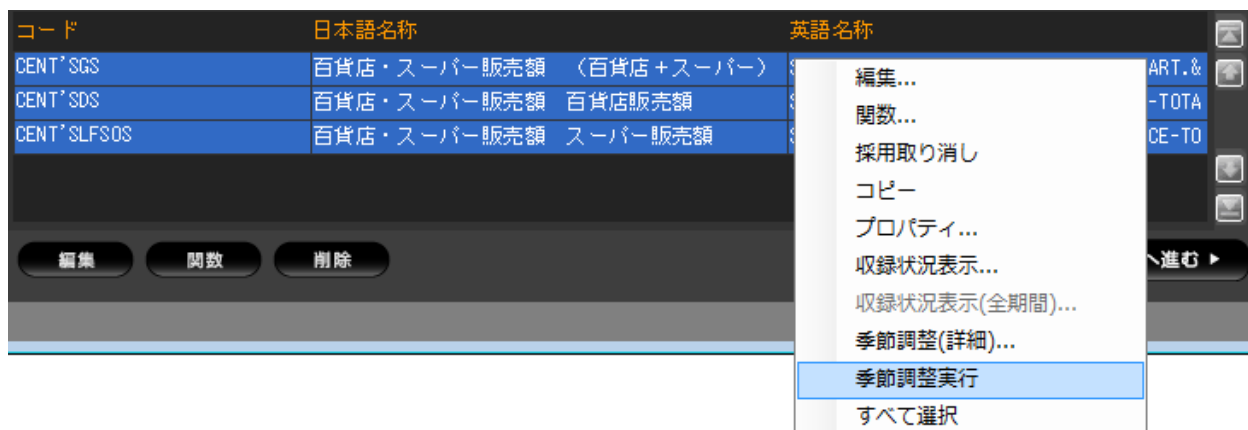 コード 日本語名称 英語名称
CENT'SGS 百貨店・スーパー販売額 (百貨店+スーパー) ART.&
CENT'SDS 百貨店・スーパー販売額 百貨店販売額 -TOTA
CENT'SLFSOS 百貨店・スーパー販売額 スーパー販売額 CE-TO
編集...
関数...
採用取り消し
コピー
プロパティ...
収録状況表示...
収録状況表示(全期間)...
季節調整(詳細)...
季節調整実行
すべて選択
編集 関数 削除 へ進む